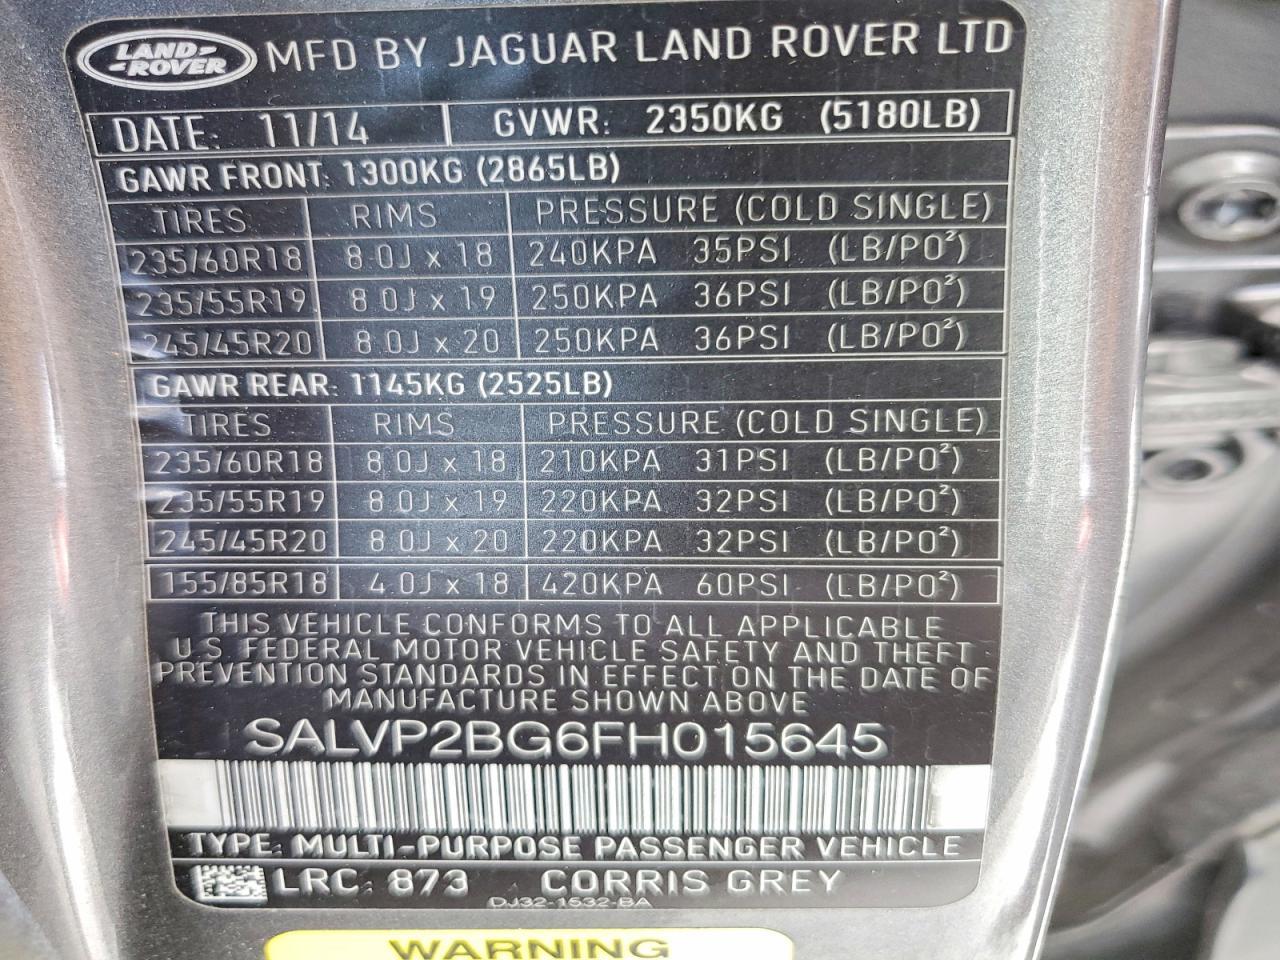 LAND-ROVER MFD BY JAGUAR LAND ROVER LTD
DATE: 11/14 GVWR: 2350KG (5180LB)
GAWR FRONT: 1300KG (2865LB)
TIRES RIMS PRESSURE (COLD SINGLE)
235/60R18 8.0J x 18 240KPA 35PSI (LB/PO²)
235/55R19 8.0J x 19 250KPA 36PSI (LB/PO²)
245/45R20 8.0J x 20 250KPA 36PSI (LB/PO²)
GAWR REAR: 1145KG (2525LB)
TIRES RIMS PRESSURE (COLD SINGLE)
235/60R18 8.0J x 18 210KPA 31PSI (LB/PO²)
235/55R19 8.0J x 19 220KPA 32PSI (LB/PO²)
245/45R20 8.0J x 20 220KPA 32PSI (LB/PO²)
155/85R18 4.0J x 18 420KPA 60PSI (LB/PO²)
THIS VEHICLE CONFORMS TO ALL APPLICABLE
U.S. FEDERAL MOTOR VEHICLE SAFETY AND THEFT
PREVENTION STANDARDS IN EFFECT ON THE DATE OF
MANUFACTURE SHOWN ABOVE
SALVP2BG6FH015645
TYPE: MULTI-PURPOSE PASSENGER VEHICLE
LRC: 873 CORRIS GREY
DJ32-1532-BA
WARNING